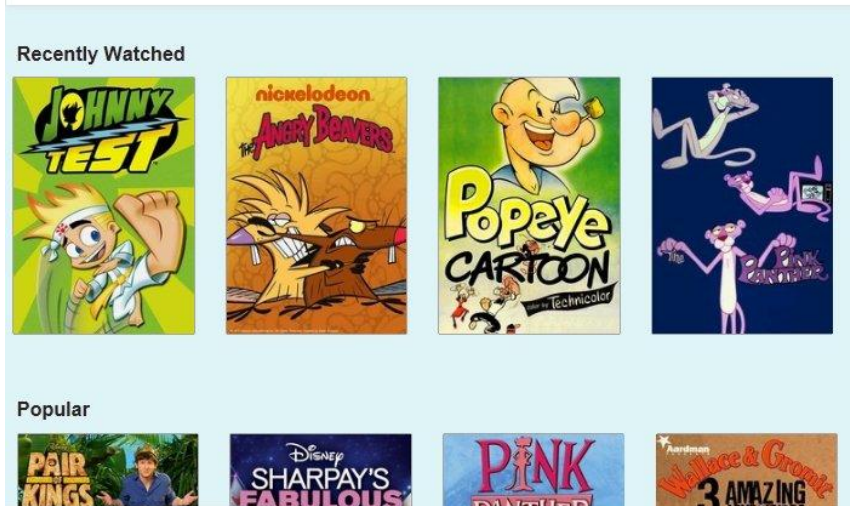 Recently Watched
JOHNNY
TEST
nickelodeon
THE ANGRY BEAVERS
POPEYE
CARTOON
Color by Technicolor
The PINK
PANTHER
Popular
PAIR
OF
KINGS
Disney
SHARPAY'S
FABULOUS
PINK
PANTHER
Aardman
Wallace & Gromit
3 AMAZING